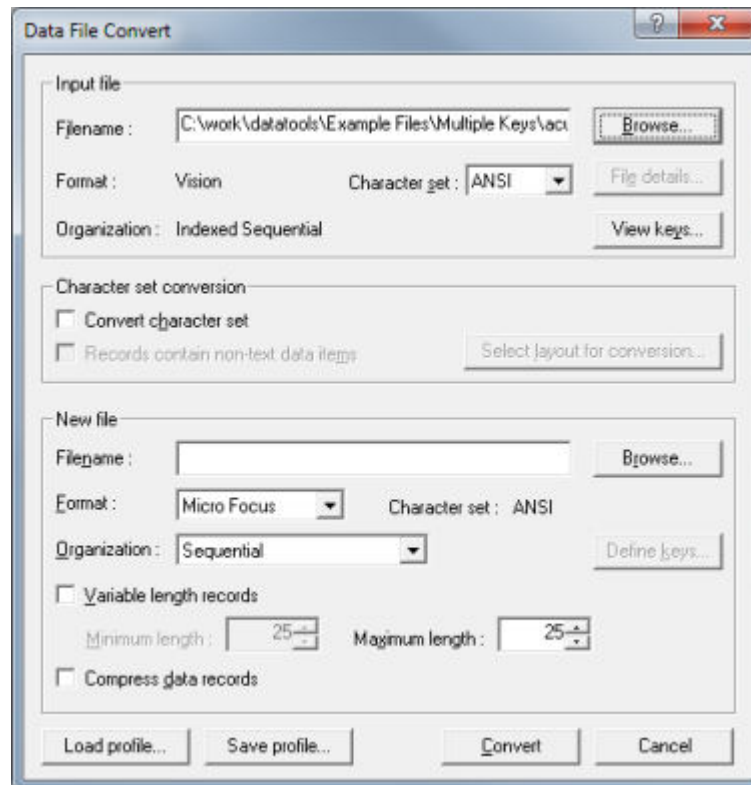 Data File Convert
Input file
Filename : C:\work\datatools\Example Files\Multiple Keys\acu Browse...
Format : Vision Character set : ANSI File details...
Organization : Indexed Sequential View keys...
Character set conversion
Convert character set
Records contain non-text data items Select layout for conversion...
New file
Filename : Browse...
Format : Micro Focus Character set : ANSI
Organization : Sequential Define keys...
Variable length records
Minimum length : 25 Maximum length : 25
Compress data records
Load profile... Save profile... Convert Cancel